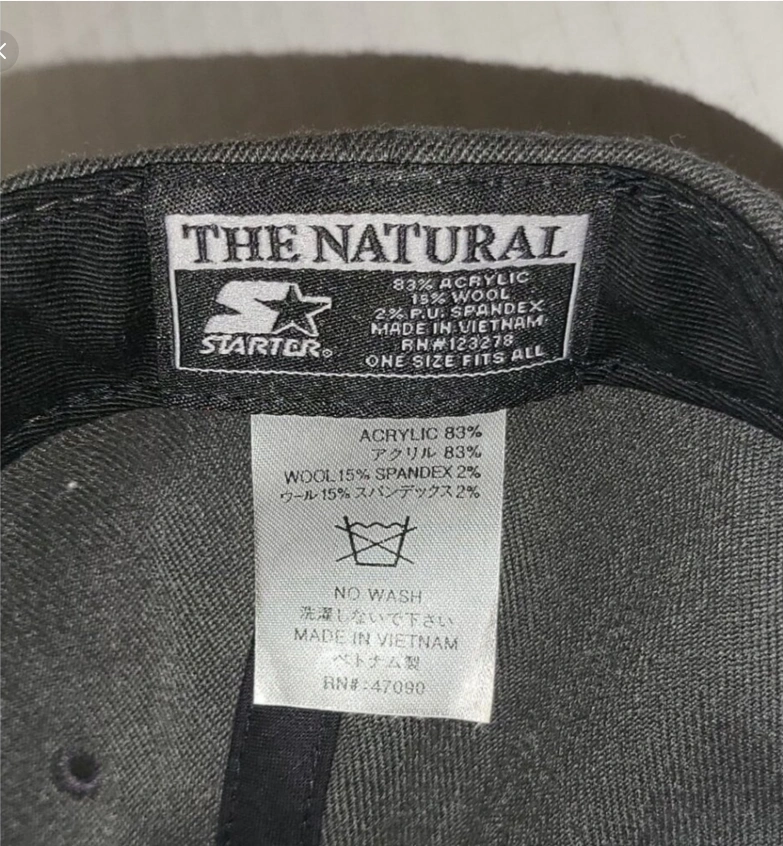 THE NATURAL
STARTER®
83% ACRYLIC
15% WOOL
2% P.U. SPANDEX
MADE IN VIETNAM
RN#123278
ONE SIZE FITS ALL
ACRYLIC 83%
アクリル 83%
WOOL15% SPANDEX 2%
ウール15% スパンデックス2%
NO WASH
洗濯しないで下さい
MADE IN VIETNAM
ベトナム製
RN#:47090